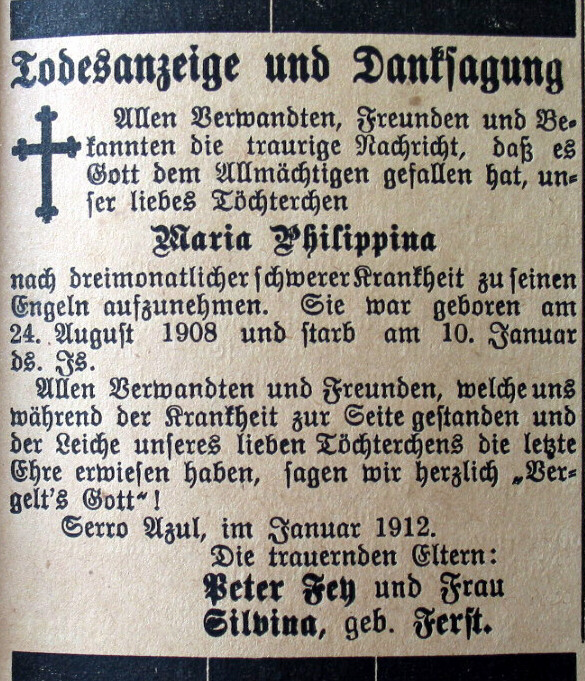 Todesanzeige und Danksagung
Allen Verwandten, Freunden und Be-
kannten die traurige Nachricht, daß es
Gott dem Allmächtigen gefallen hat, un-
ser liebes Töchterchen
Maria Philippina
nach dreimonatlicher schwerer Krankheit zu seinen
Engeln aufzunehmen. Sie war geboren am
24. August 1908 und starb am 10. Januar
ds. Js.
Allen Verwandten und Freunden, welche uns
während der Krankheit zur Seite gestanden und
der Leiche unseres lieben Töchterchens die letzte
Ehre erwiesen haben, sagen wir herzlich „Ver-
gelt's Gott“!
Serro Azul, im Januar 1912.
Die trauernden Eltern:
Peter Fey und Frau
Silvina, geb. Ferst.